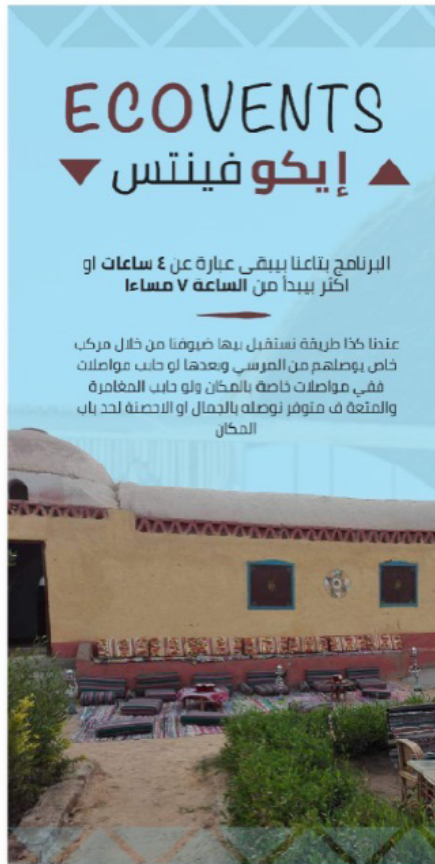 ECOVENTS
إيكو فينتس
البرنامج بتاعنا بيبقى عبارة عن ٤ ساعات او
اكثر بيبدأ من الساعة ٧ مساءا
عندنا كذا طريقة نستقبل بيها ضيوفنا من خلال مركب
خاص يوصلهم من المرسي وبعدها لو حابب مواصلات
ففي مواصلات خاصة بالمكان ولو حابب المغامرة
والمتعة ف متوفر نوصله بالجمال او الاحصنة لحد باب
المكان